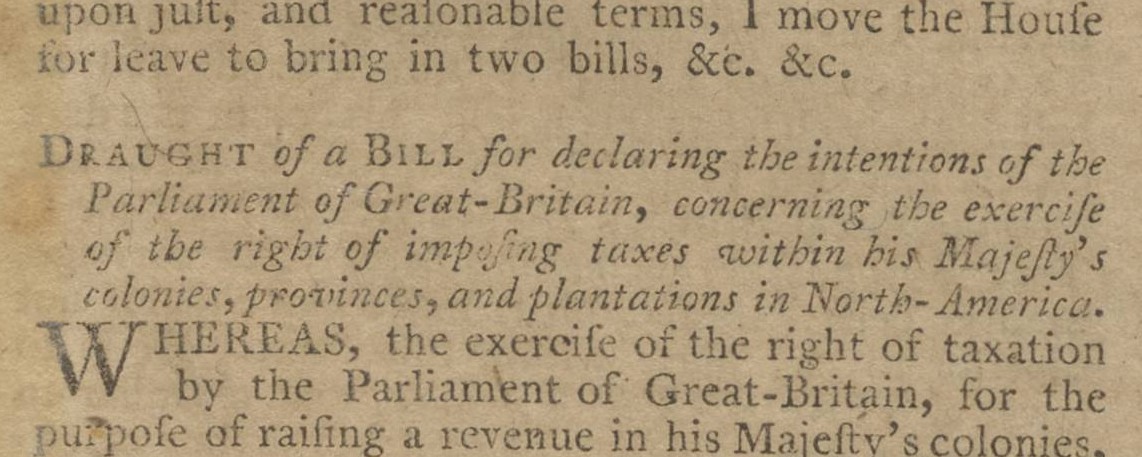 upon juſt, and reaſonable terms, I move the Houſe
for leave to bring in two bills, &c. &c.
DRAUGHT of a BILL for declaring the intentions of the
Parliament of Great-Britain, concerning the exerciſe
of the right of impoſing taxes within his Majeſty's
colonies, provinces, and plantations in North-America.
WHEREAS, the exerciſe of the right of taxation
by the Parliament of Great-Britain, for the
purpoſe of raiſing a revenue in his Majeſty's colonies,